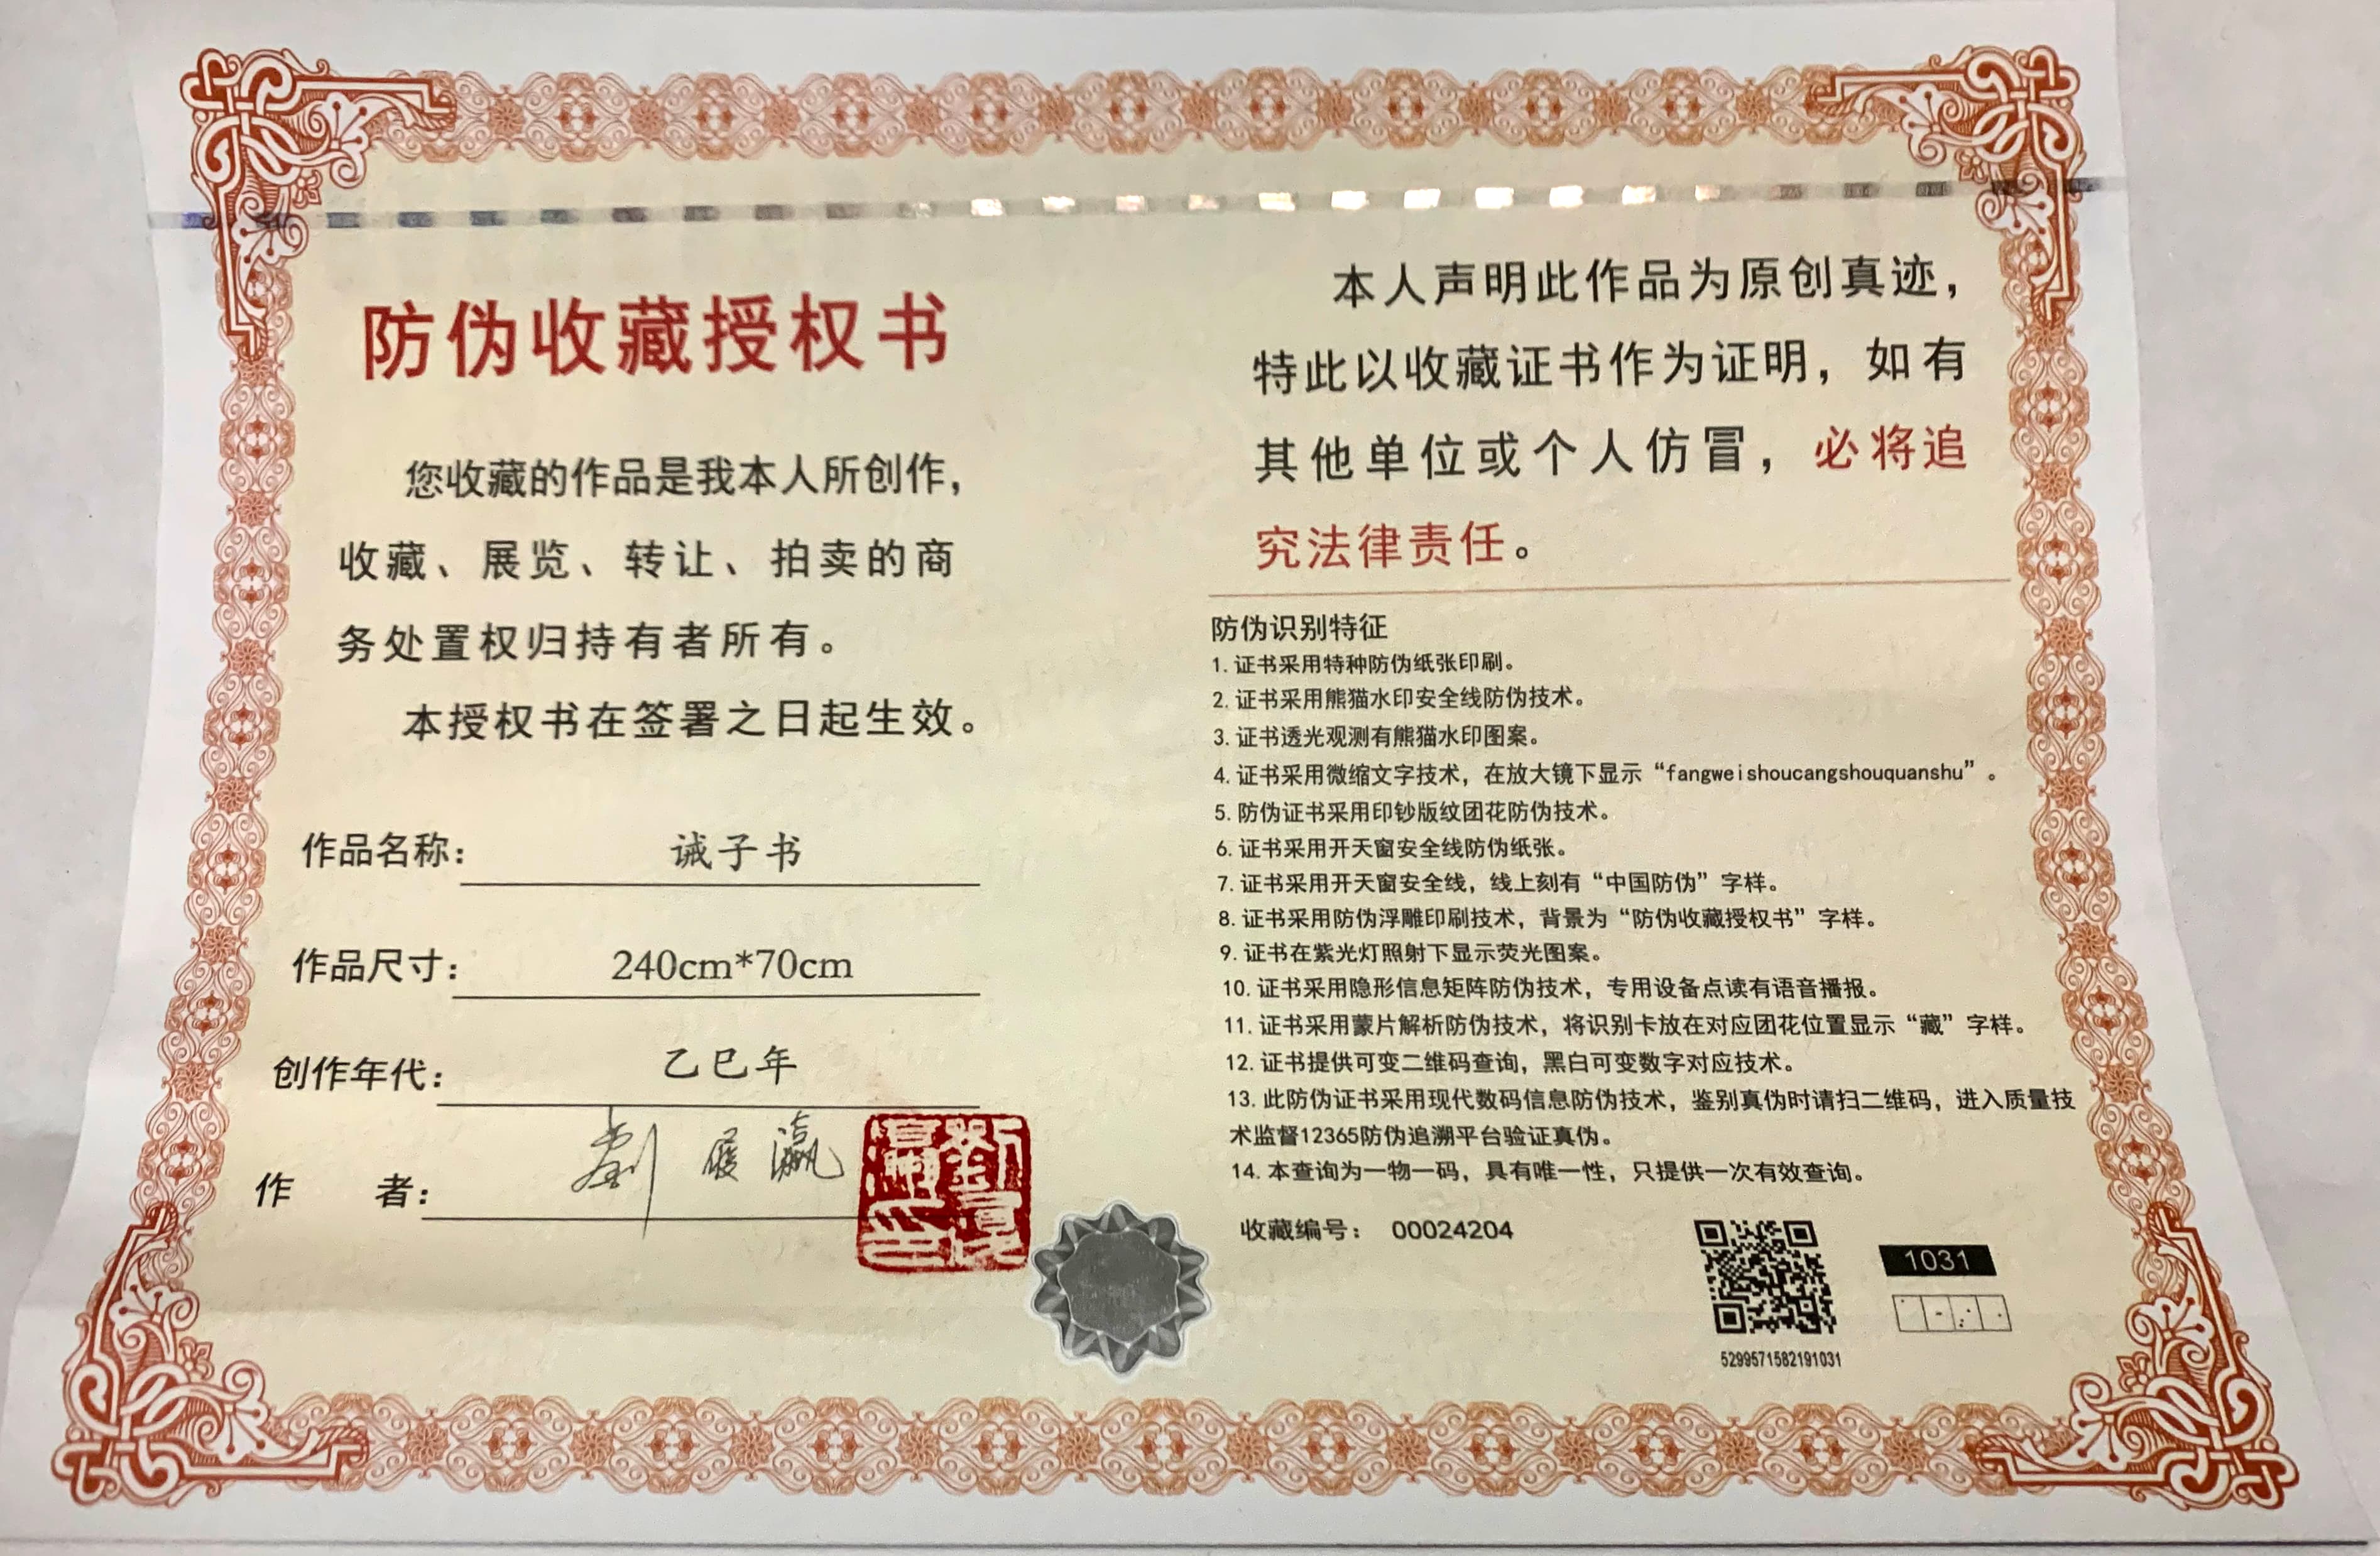 防伪收藏授权书
您收藏的作品是我本人所创作，
收藏、展览、转让、拍卖的商
务处置权归持有者所有。
本授权书在签署之日起生效。
作品名称：诫子书
作品尺寸：240cm*70cm
创作年代：乙巳年
作 者：劉 展 瀛
本人声明此作品为原创真迹，
特此以收藏证书作为证明，如有
其他单位或个人仿冒，必将追
究法律责任。
防伪识别特征
1. 证书采用特种防伪纸张印刷。
2. 证书采用熊猫水印安全线防伪技术。
3. 证书透光观测有熊猫水印图案。
4. 证书采用微缩文字技术，在放大镜下显示“fangweishoucangshouquanshu”。
5. 防伪证书采用印钞版纹团花防伪技术。
6. 证书采用开天窗安全线防伪纸张。
7. 证书采用开天窗安全线，线上刻有“中国防伪”字样。
8. 证书采用防伪浮雕印刷技术，背景为“防伪收藏授权书”字样。
9. 证书在紫光灯照射下显示荧光图案。
10. 证书采用隐形信息矩阵防伪技术，专用设备点读有语音播报。
11. 证书采用蒙片解析防伪技术，将识别卡放在对应团花位置显示“藏”字样。
12. 证书提供可变二维码查询，黑白可变数字对应技术。
13. 此防伪证书采用现代数码信息防伪技术，鉴别真伪时请扫二维码，进入质量技
术监督12365防伪追溯平台验证真伪。
14. 本查询为一物一码，具有唯一性，只提供一次有效查询。
收藏编号： 00024204
1031
5299571582191031